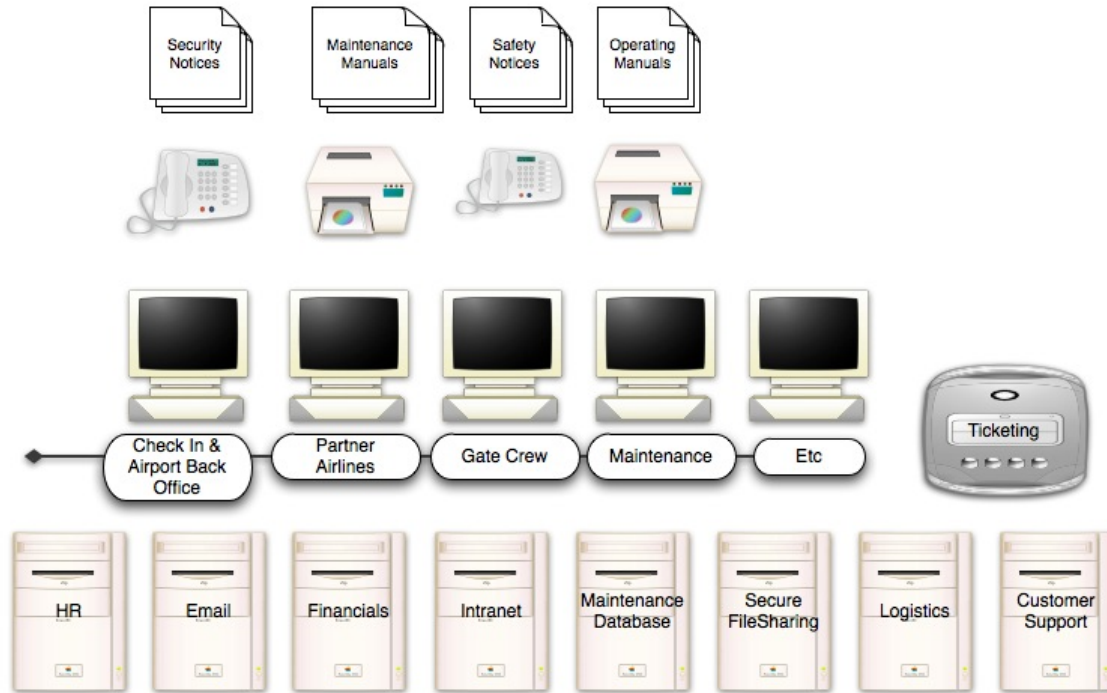 Security
Notices
Maintenance
Manuals
Safety
Notices
Operating
Manuals
Check In &
Airport Back
Office
Partner
Airlines
Gate Crew
Maintenance
Etc
Ticketing
HR
Email
Financials
Intranet
Maintenance
Database
Secure
FileSharing
Logistics
Customer
Support